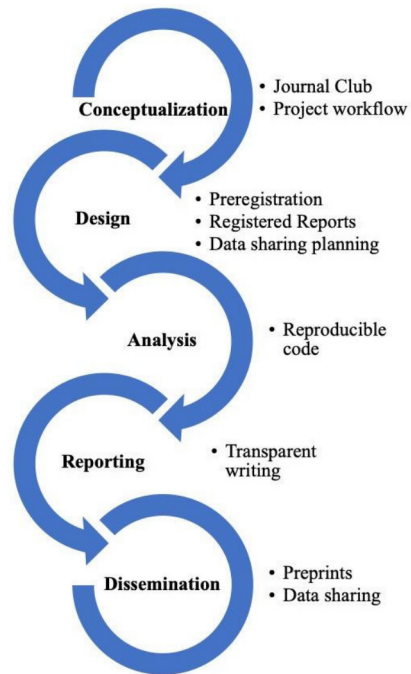 Conceptualization
• Journal Club
• Project workflow
Design
• Preregistration
• Registered Reports
• Data sharing planning
Analysis
• Reproducible
code
Reporting
• Transparent
writing
Dissemination
• Preprints
• Data sharing